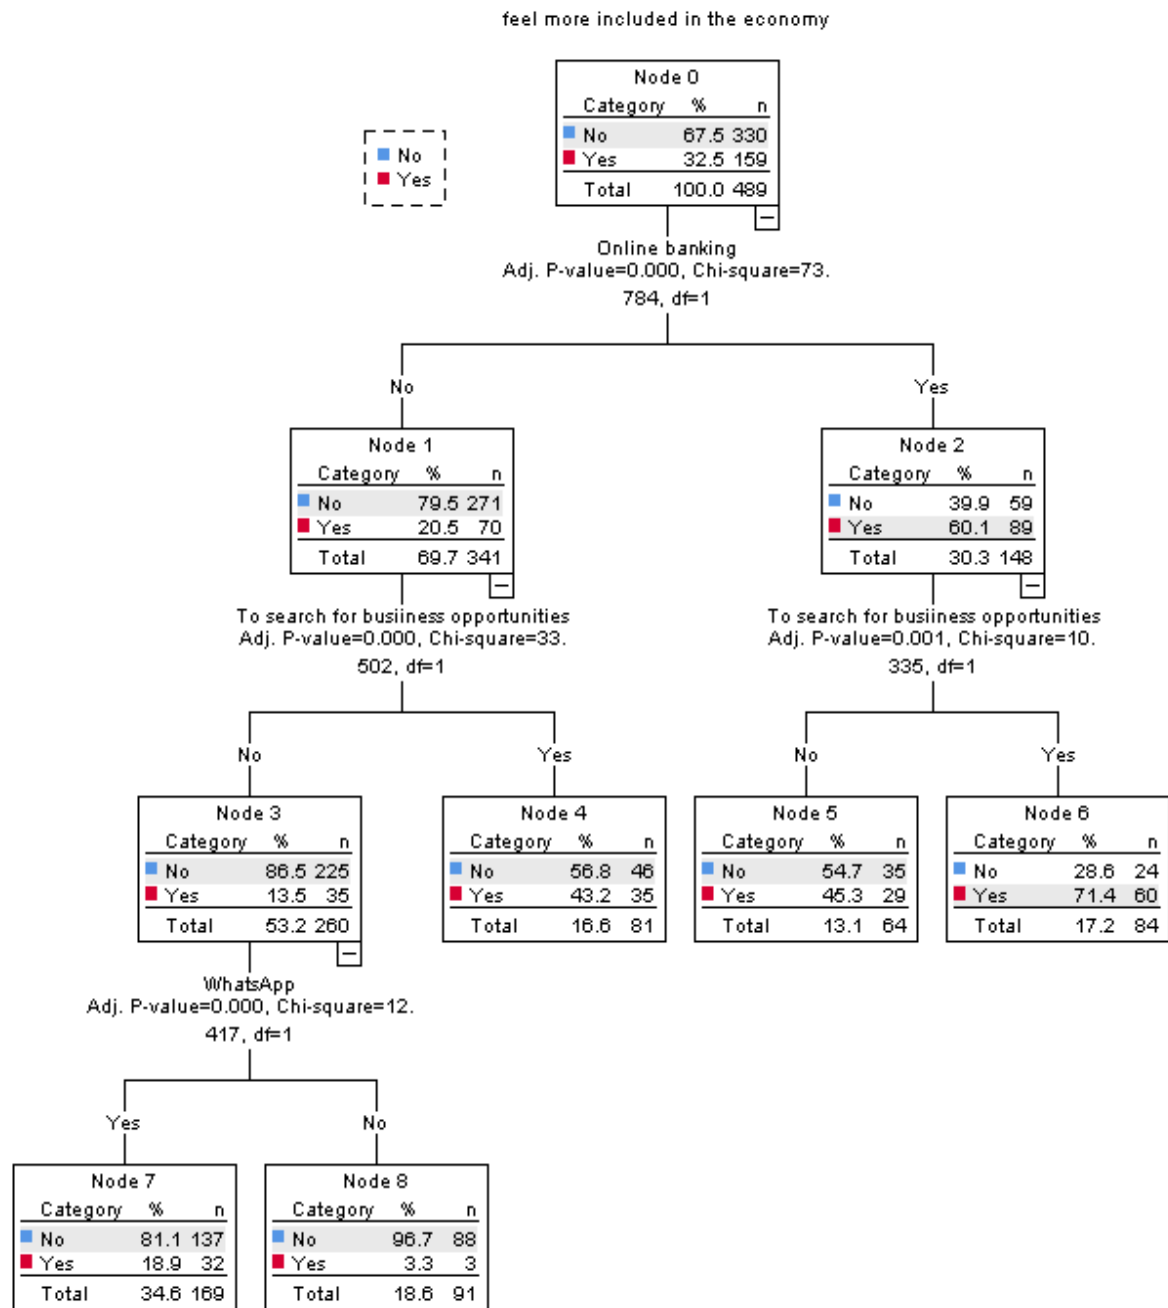 feel more included in the economy
Node 0
Category % n
No 67.5 330
Yes 32.5 159
Total 100.0 489
No
Yes
Online banking
Adj. P-value=0.000, Chi-square=73.
784, df=1
No
Yes
Node 1
Category % n
No 79.5 271
Yes 20.5 70
Total 69.7 341
Node 2
Category % n
No 39.9 59
Yes 60.1 89
Total 30.3 148
To search for busiiness opportunities
Adj. P-value=0.000, Chi-square=33.
502, df=1
To search for busiiness opportunities
Adj. P-value=0.001, Chi-square=10.
335, df=1
No
Yes
No
Yes
Node 3
Category % n
No 86.5 225
Yes 13.5 35
Total 53.2 260
Node 4
Category % n
No 56.8 46
Yes 43.2 35
Total 16.6 81
Node 5
Category % n
No 54.7 35
Yes 45.3 29
Total 13.1 64
Node 6
Category % n
No 28.6 24
Yes 71.4 60
Total 17.2 84
WhatsApp
Adj. P-value=0.000, Chi-square=12.
417, df=1
Yes
No
Node 7
Category % n
No 81.1 137
Yes 18.9 32
Total 34.6 169
Node 8
Category % n
No 96.7 88
Yes 3.3 3
Total 18.6 91